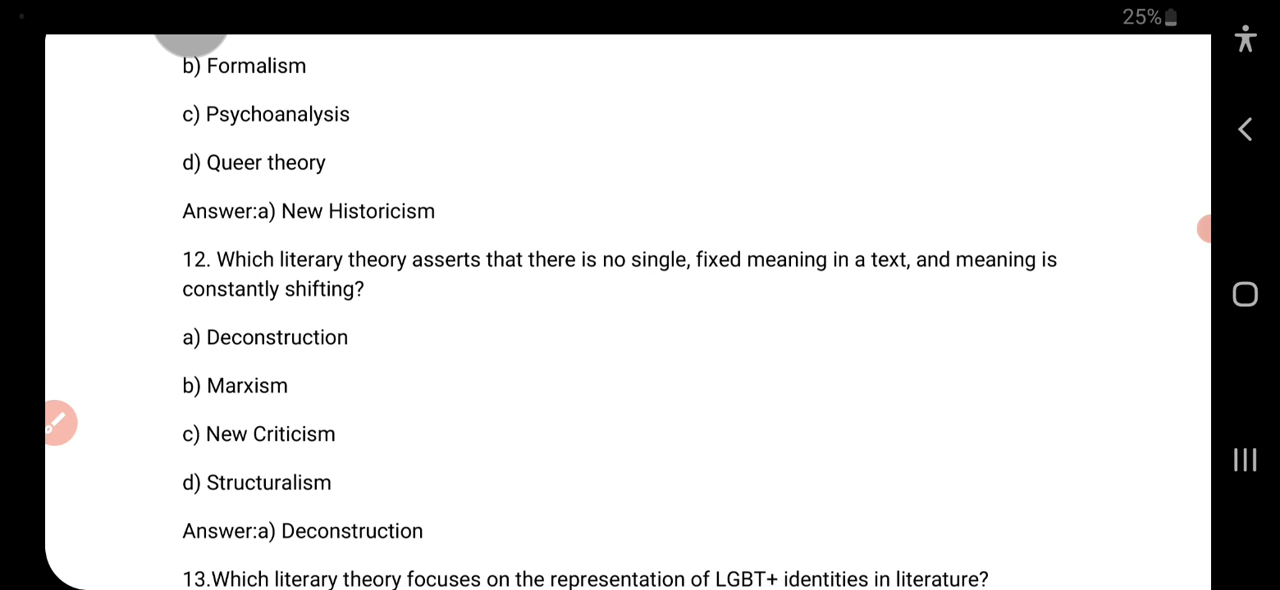 25%
b) Formalism
c) Psychoanalysis
d) Queer theory
Answer:a) New Historicism
12. Which literary theory asserts that there is no single, fixed meaning in a text, and meaning is
constantly shifting?
a) Deconstruction
b) Marxism
c) New Criticism
d) Structuralism
Answer:a) Deconstruction
13.Which literary theory focuses on the representation of LGBT+ identities in literature?